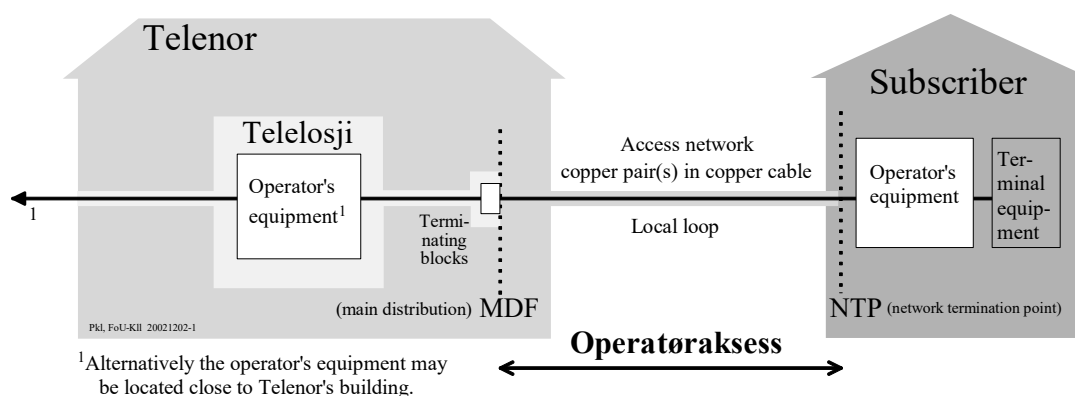 Telenor
Subscriber
Telelosji
Operator's
equipment1
1
Termi-
nating
blocks
Access network
copper pair(s) in copper cable
Local loop
Operator's
equipment
Ter-
minal
equip-
ment
(main distribution) MDF
NTP (network termination point)
Pkl, FoU-Kll 20021202-1
Operatøraksess
1Alternatively the operator's equipment may
be located close to Telenor's building.